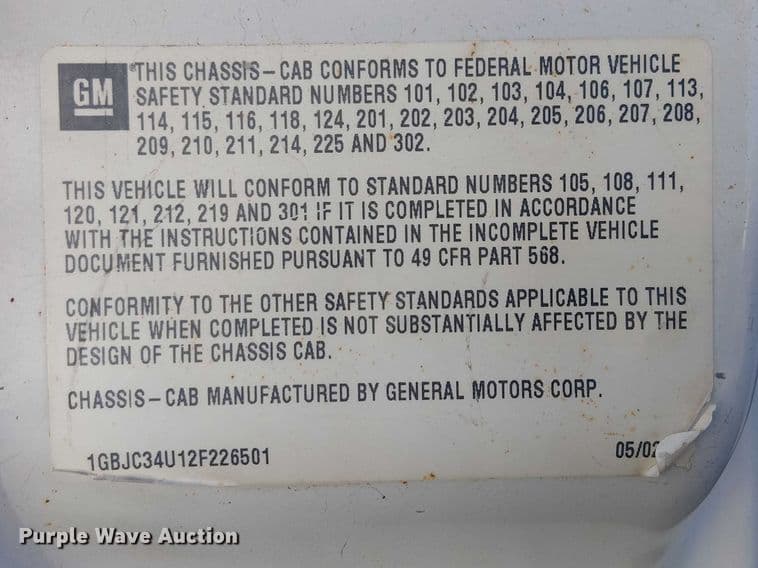 GM
THIS CHASSIS-CAB CONFORMS TO FEDERAL MOTOR VEHICLE
SAFETY STANDARD NUMBERS 101, 102, 103, 104, 106, 107, 113,
114, 115, 116, 118, 124, 201, 202, 203, 204, 205, 206, 207, 208,
209, 210, 211, 214, 225 AND 302.
THIS VEHICLE WILL CONFORM TO STANDARD NUMBERS 105, 108, 111,
120, 121, 212, 219 AND 301 IF IT IS COMPLETED IN ACCORDANCE
WITH THE INSTRUCTIONS CONTAINED IN THE INCOMPLETE VEHICLE
DOCUMENT FURNISHED PURSUANT TO 49 CFR PART 568.
CONFORMITY TO THE OTHER SAFETY STANDARDS APPLICABLE TO THIS
VEHICLE WHEN COMPLETED IS NOT SUBSTANTIALLY AFFECTED BY THE
DESIGN OF THE CHASSIS CAB.
CHASSIS-CAB MANUFACTURED BY GENERAL MOTORS CORP.
1GBJC34U12F226501 05/02
Purple Wave Auction